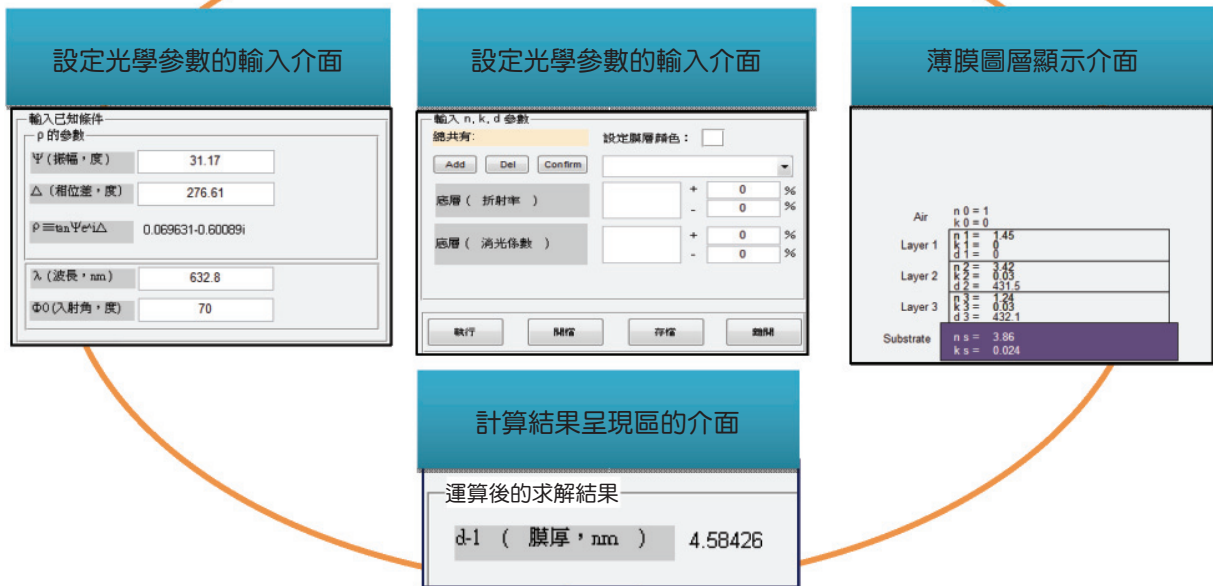 設定光學參數的輸入介面
輸入已知條件
ρ的參數
Ψ(振幅,度) 31.17
△(相位差,度) 276.61
ρ≡tanΨe^i△ 0.069631-0.60089i
λ(波長,nm) 632.8
Φ0(入射角,度) 70
設定光學參數的輸入介面
輸入 n, k, d 參數
總共有: 設定膜層顏色:
Add Del Confirm
底層 ( 折射率 ) + 0 %
- 0 %
底層 ( 消光係數 ) + 0 %
- 0 %
執行 開檔 存檔 離開
薄膜圖層顯示介面
Air n 0 = 1
k 0 = 0
Layer 1 n 1 = 1.45
k 1 = 0
d 1 = 0
Layer 2 n 2 = 3.42
k 2 = 0.03
d 2 = 431.5
Layer 3 n 3 = 1.24
k 3 = 0.03
d 3 = 432.1
Substrate n s = 3.86
k s = 0.024
計算結果呈現區的介面
運算後的求解結果
d-1 ( 膜厚,nm ) 4.58426